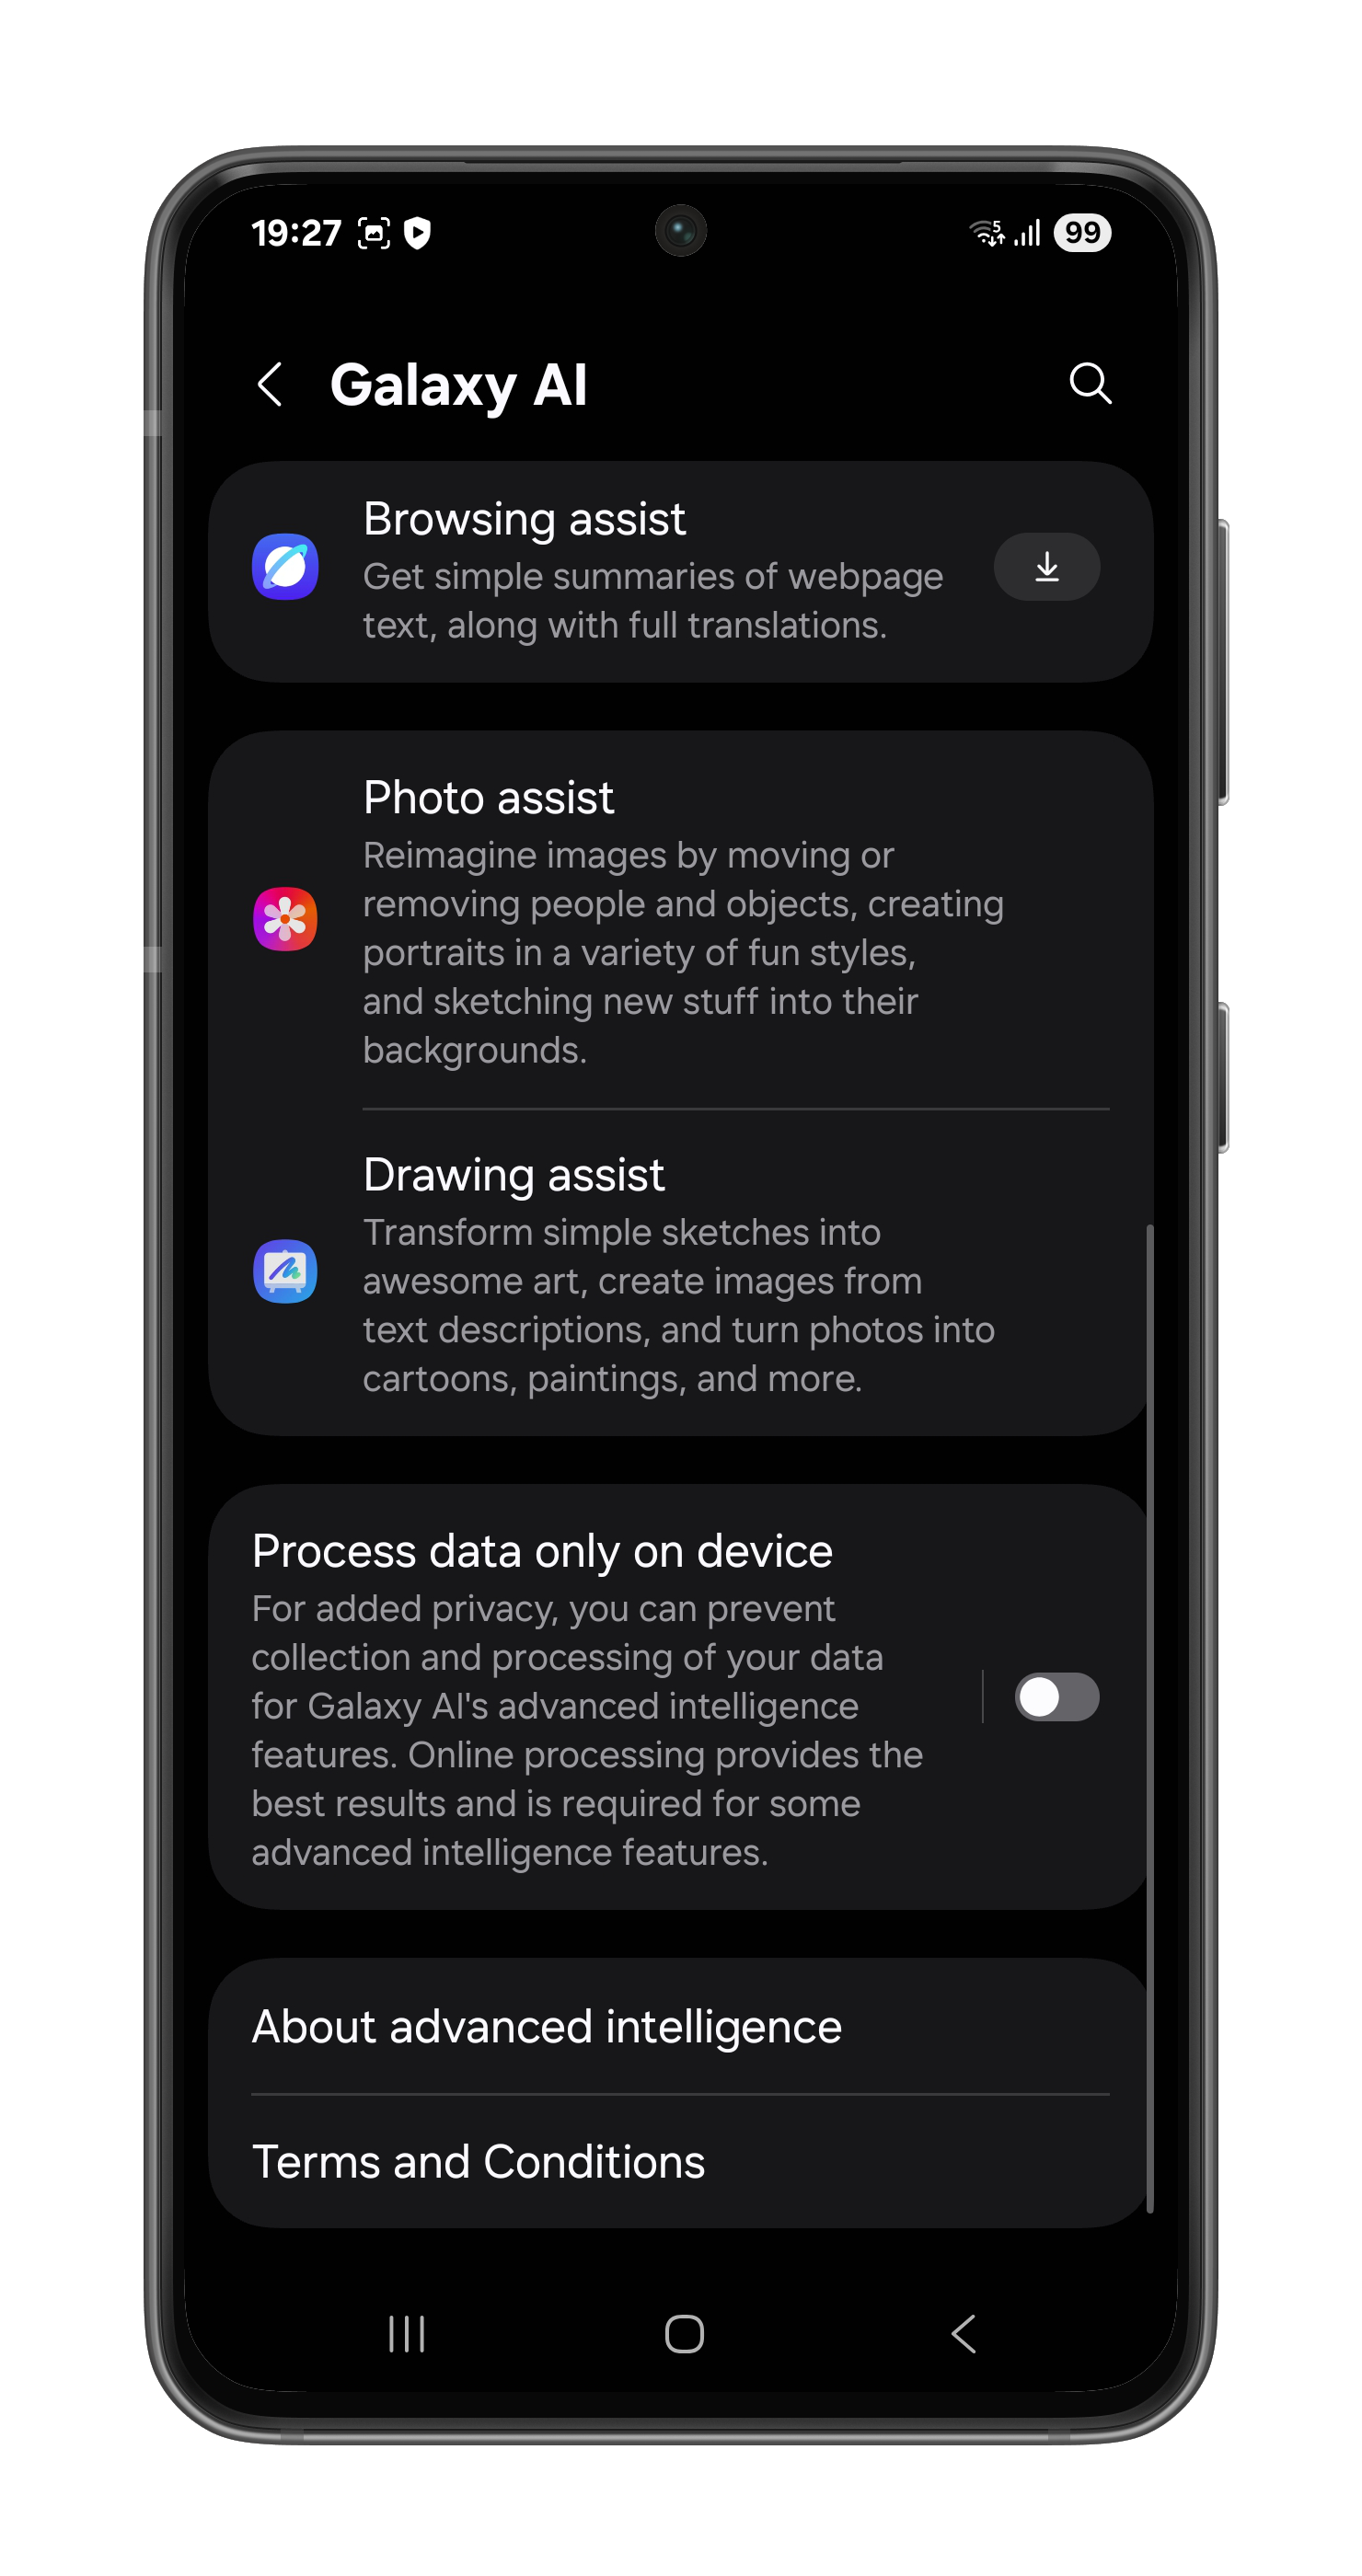 19:27
5
99
Galaxy AI
Browsing assist
Get simple summaries of webpage
text, along with full translations.
Photo assist
Reimagine images by moving or
removing people and objects, creating
portraits in a variety of fun styles,
and sketching new stuff into their
backgrounds.
Drawing assist
Transform simple sketches into
awesome art, create images from
text descriptions, and turn photos into
cartoons, paintings, and more.
Process data only on device
For added privacy, you can prevent
collection and processing of your data
for Galaxy AI's advanced intelligence
features. Online processing provides the
best results and is required for some
advanced intelligence features.
About advanced intelligence
Terms and Conditions